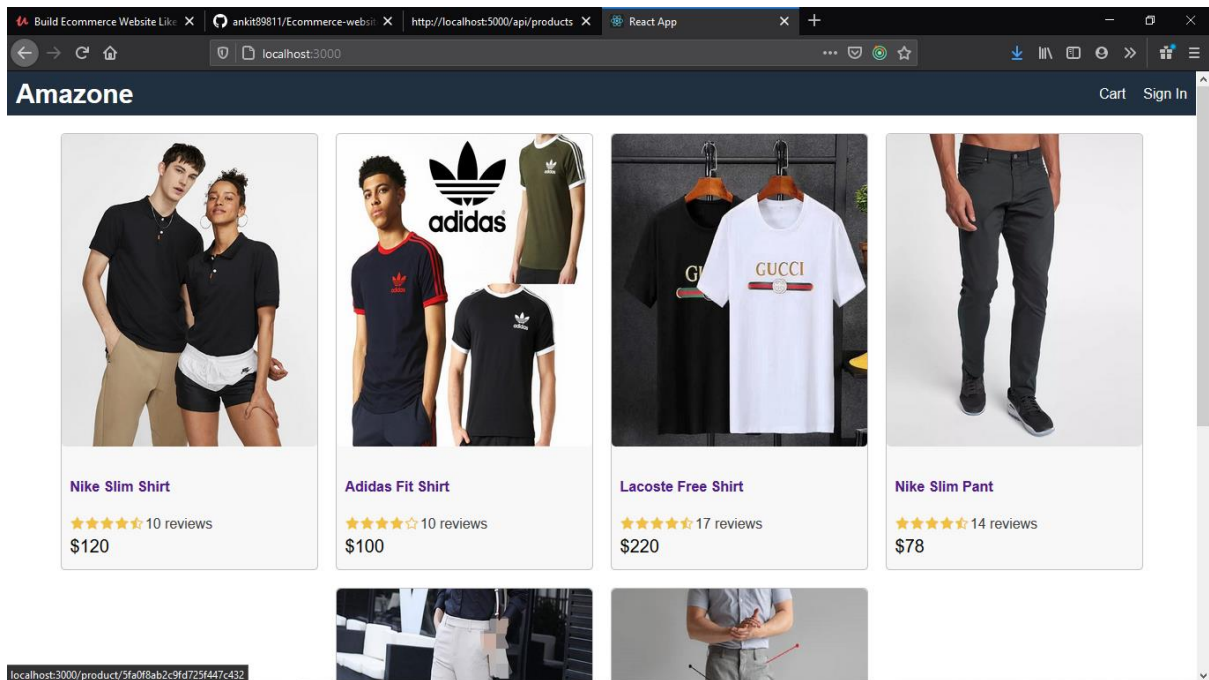 Build Ecommerce Website Like
ankit89811/Ecommerce-websit
http://localhost:5000/api/products
React App
localhost:3000
Amazone
Cart
Sign In
adidas
GUCCI
Nike Slim Shirt
10 reviews
$120
Adidas Fit Shirt
10 reviews
$100
Lacoste Free Shirt
17 reviews
$220
Nike Slim Pant
14 reviews
$78
localhost:3000/product/5fa0f8ab2c9fd725f447c432